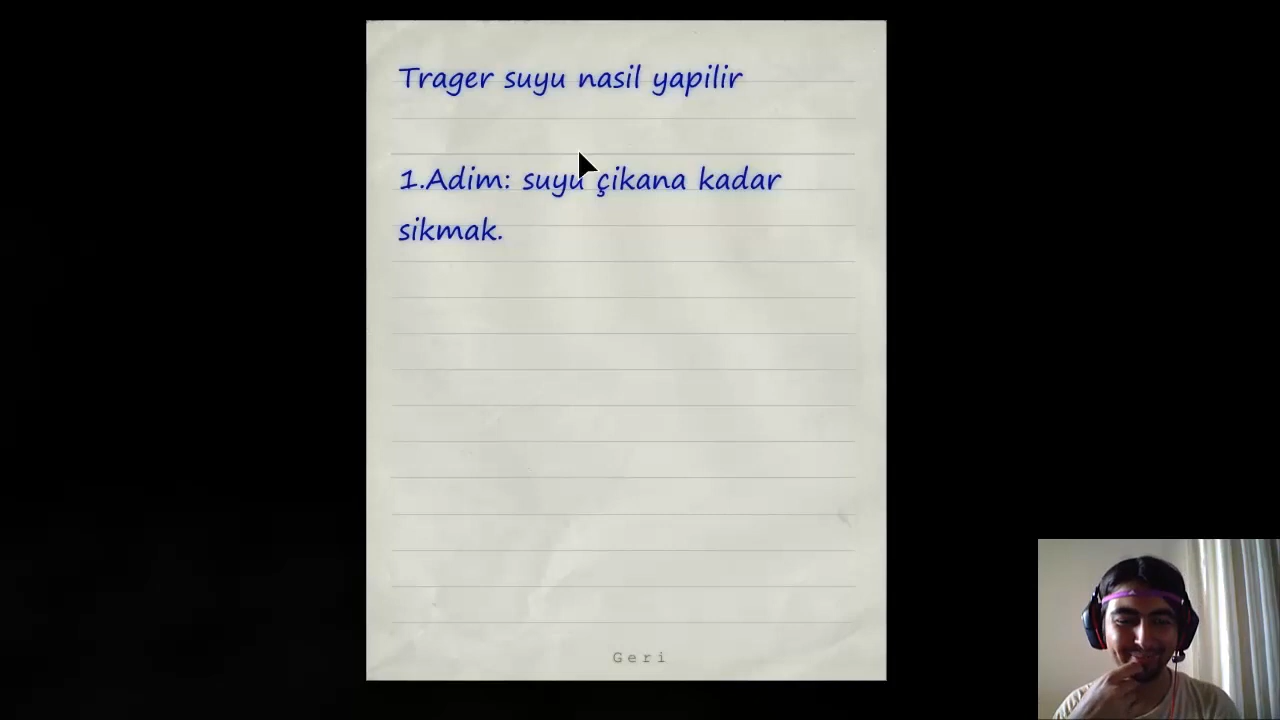 Trager suyu nasil yapilir
1.Adim: suyu çikana kadar
sikmak.
Geri